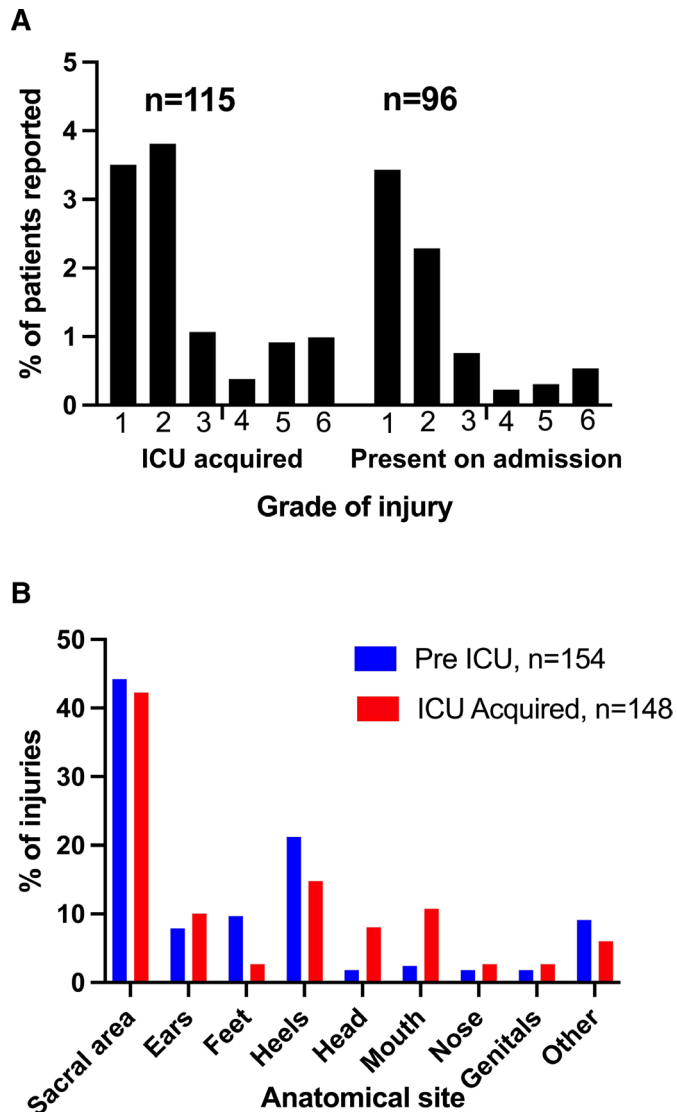 A
5
4
3
2
1
0
% of patients reported
n=115
n=96
1 2 3 4 5 6 1 2 3 4 5 6
ICU acquired Present on admission
Grade of injury
B
50
40
30
20
10
0
% of injuries
Pre ICU, n=154
ICU Acquired, n=148
Sacral area
Ears
Feet
Heels
Head
Mouth
Nose
Genitals
Other
Anatomical site